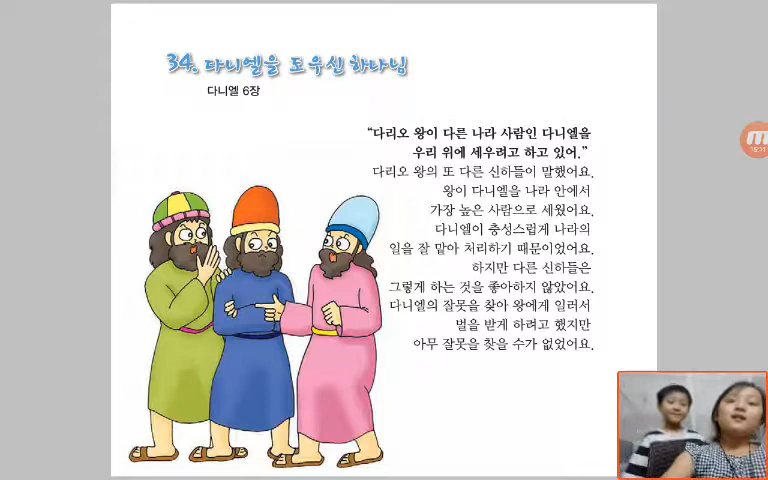 34. 다니엘을 도우신 하나님
다니엘 6장
“다리오 왕이 다른 나라 사람인 다니엘을
우리 위에 세우려고 하고 있어.”
다리오 왕의 또 다른 신하들이 말했어요.
왕이 다니엘을 나라 안에서
가장 높은 사람으로 세웠어요.
다니엘이 충성스럽게 나라의
일을 잘 맡아 처리하기 때문이었어요.
하지만 다른 신하들은
그렇게 하는 것을 좋아하지 않았어요.
다니엘의 잘못을 찾아 왕에게 일러서
벌을 받게 하려고 했지만
아무 잘못을 찾을 수가 없었어요.